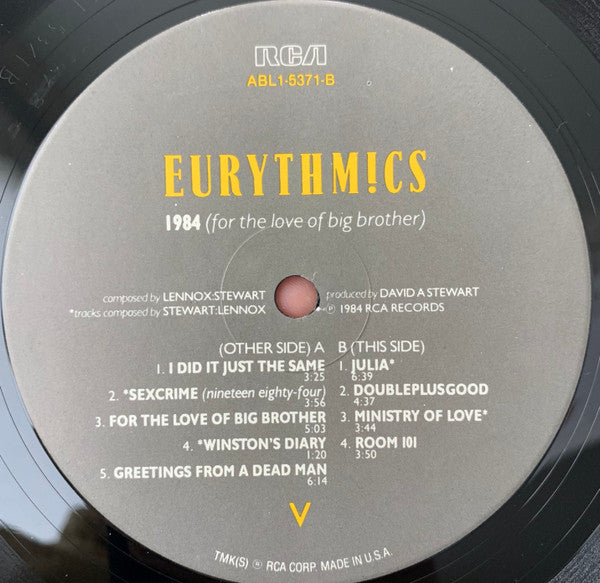 RCA
ABL1-5371-B
EURYTHM!CS
1984 (for the love of big brother)
composed by LENNOX:STEWART
*tracks composed by STEWART:LENNOX
produced by DAVID A STEWART
℗ 1984 RCA RECORDS
(OTHER SIDE) A
1. I DID IT JUST THE SAME
3:25
2. *SEXCRIME (nineteen eighty-four)
3:56
3. FOR THE LOVE OF BIG BROTHER
5:03
4. *WINSTON'S DIARY
1:20
5. GREETINGS FROM A DEAD MAN
6:14
B (THIS SIDE)
1. JULIA*
6:39
2. DOUBLEPLUSGOOD
4:37
3. MINISTRY OF LOVE*
3:44
4. ROOM 101
3:50
V
TMK(S) ® RCA CORP. MADE IN U.S.A.